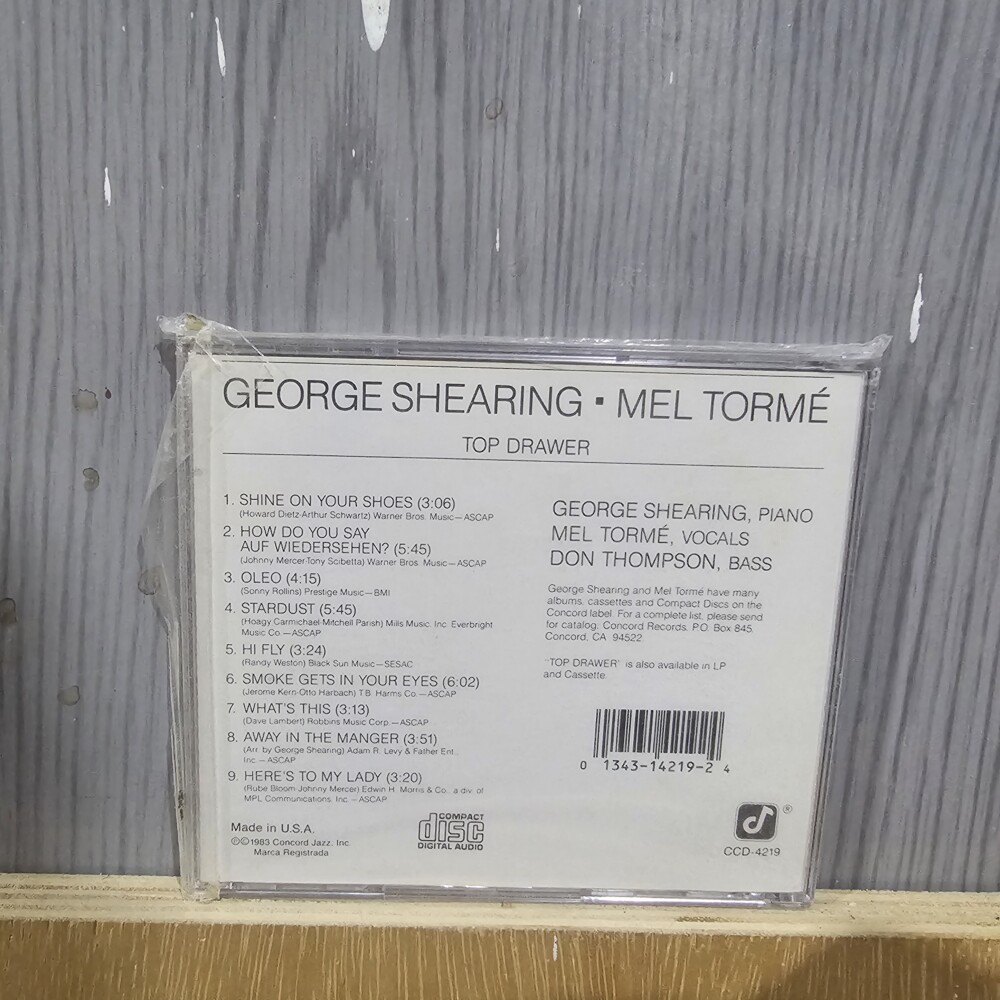 GEORGE SHEARING ▪ MEL TORMÉ
TOP DRAWER
1. SHINE ON YOUR SHOES (3:06)
(Howard Dietz-Arthur Schwartz) Warner Bros. Music—ASCAP
2. HOW DO YOU SAY
AUF WIEDERSEHEN? (5:45)
(Johnny Mercer-Tony Scibetta) Warner Bros. Music—ASCAP
3. OLEO (4:15)
(Sonny Rollins) Prestige Music—BMI
4. STARDUST (5:45)
(Hoagy Carmichael-Mitchell Parish) Mills Music, Inc. Everbright
Music Co.—ASCAP
5. HI FLY (3:24)
(Randy Weston) Black Sun Music—SESAC
6. SMOKE GETS IN YOUR EYES (6:02)
(Jerome Kern-Otto Harbach) T.B. Harms Co.—ASCAP
7. WHAT'S THIS (3:13)
(Dave Lambert) Robbins Music Corp.—ASCAP
8. AWAY IN THE MANGER (3:51)
(Arr. by George Shearing) Adam R. Levy & Father Ent.,
Inc.—ASCAP
9. HERE'S TO MY LADY (3:20)
(Rube Bloom-Johnny Mercer) Edwin H. Morris & Co., a div. of
MPL Communications, Inc.—ASCAP
GEORGE SHEARING, PIANO
MEL TORMÉ, VOCALS
DON THOMPSON, BASS
George Shearing and Mel Tormé have many
albums, cassettes and Compact Discs on the
Concord label. For a complete list, please send
for catalog, Concord Records, P.O. Box 845,
Concord, CA 94522
"TOP DRAWER" is also available in LP
and Cassette.
0 1343-14219-2 4
Made in U.S.A.
℗©1983 Concord Jazz, Inc.
Marca Registrada
COMPACT
disc
DIGITAL AUDIO
®
CCD-4219